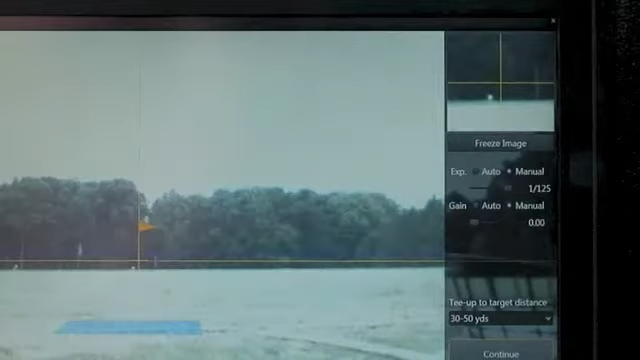 Freeze Image
Exp. Auto Manual
1/125
Gain Auto Manual
0.00
Tee-up to target distance
30-50 yds
Continue